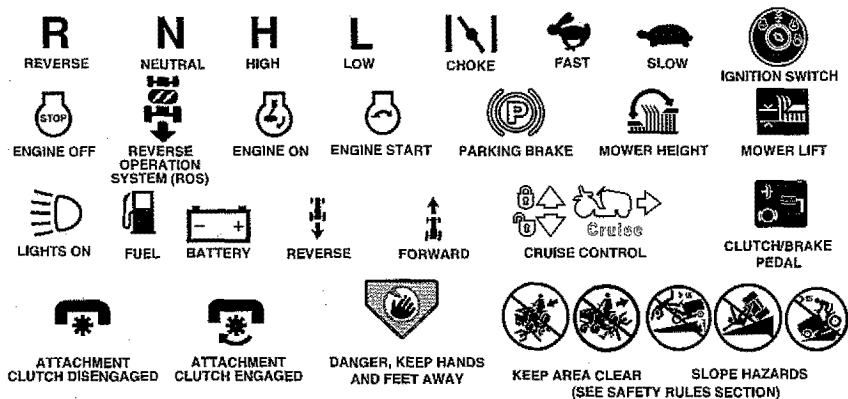 R N H L
REVERSE NEUTRAL HIGH LOW CHOKE FAST SLOW
IGNITION SWITCH
STOP P
ENGINE OFF REVERSE ENGINE ON ENGINE START PARKING BRAKE MOWER HEIGHT MOWER LIFT
OPERATION
SYSTEM (ROS)
Cruise
LIGHTS ON FUEL BATTERY REVERSE FORWARD CRUISE CONTROL CLUTCH/BRAKE
PEDAL
ATTACHMENT ATTACHMENT DANGER, KEEP HANDS KEEP AREA CLEAR SLOPE HAZARDS
CLUTCH DISENGAGED CLUTCH ENGAGED AND FEET AWAY (SEE SAFETY RULES SECTION)